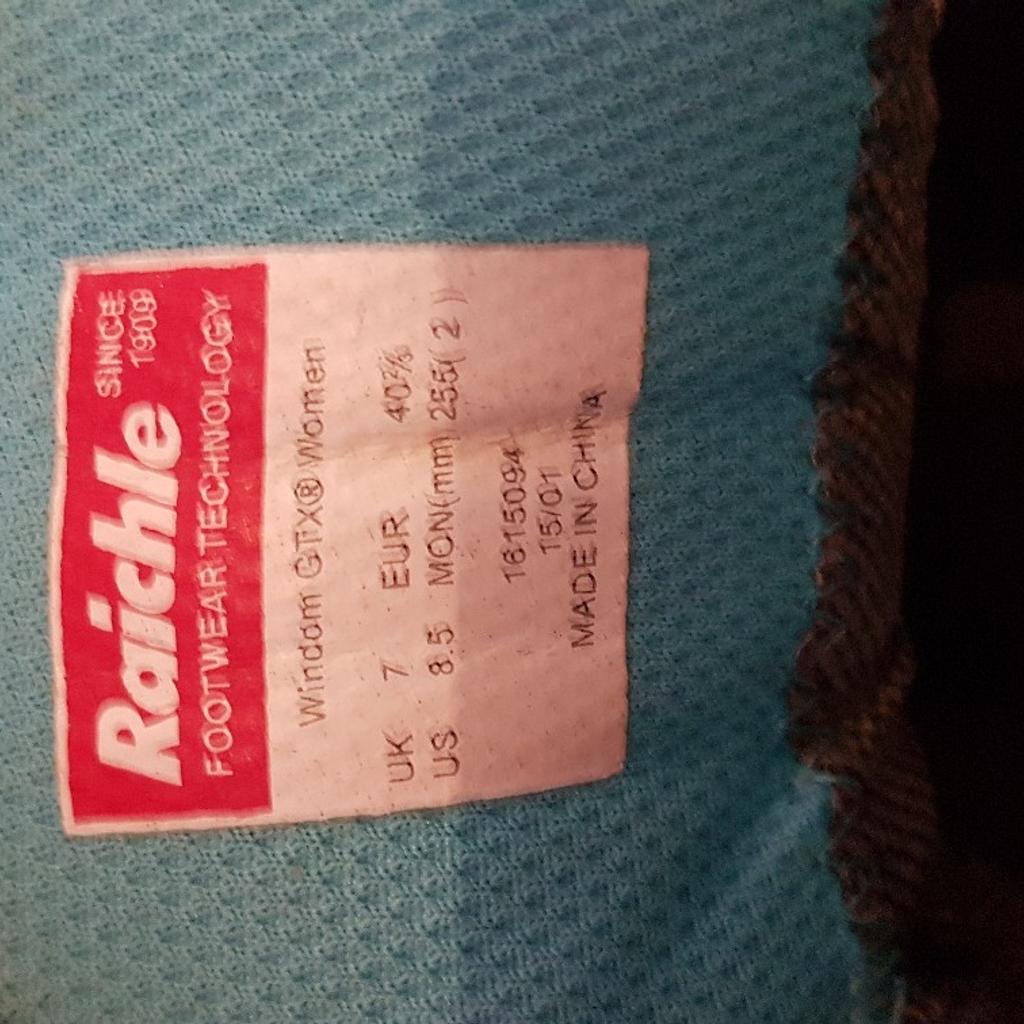 Raichle SINCE 1909
FOOTWEAR TECHNOLOGY
Windom GTX® Women
UK 7 EUR 40⅔
US 8.5 MON(mm) 255( 2 )
1615094
15/01
MADE IN CHINA